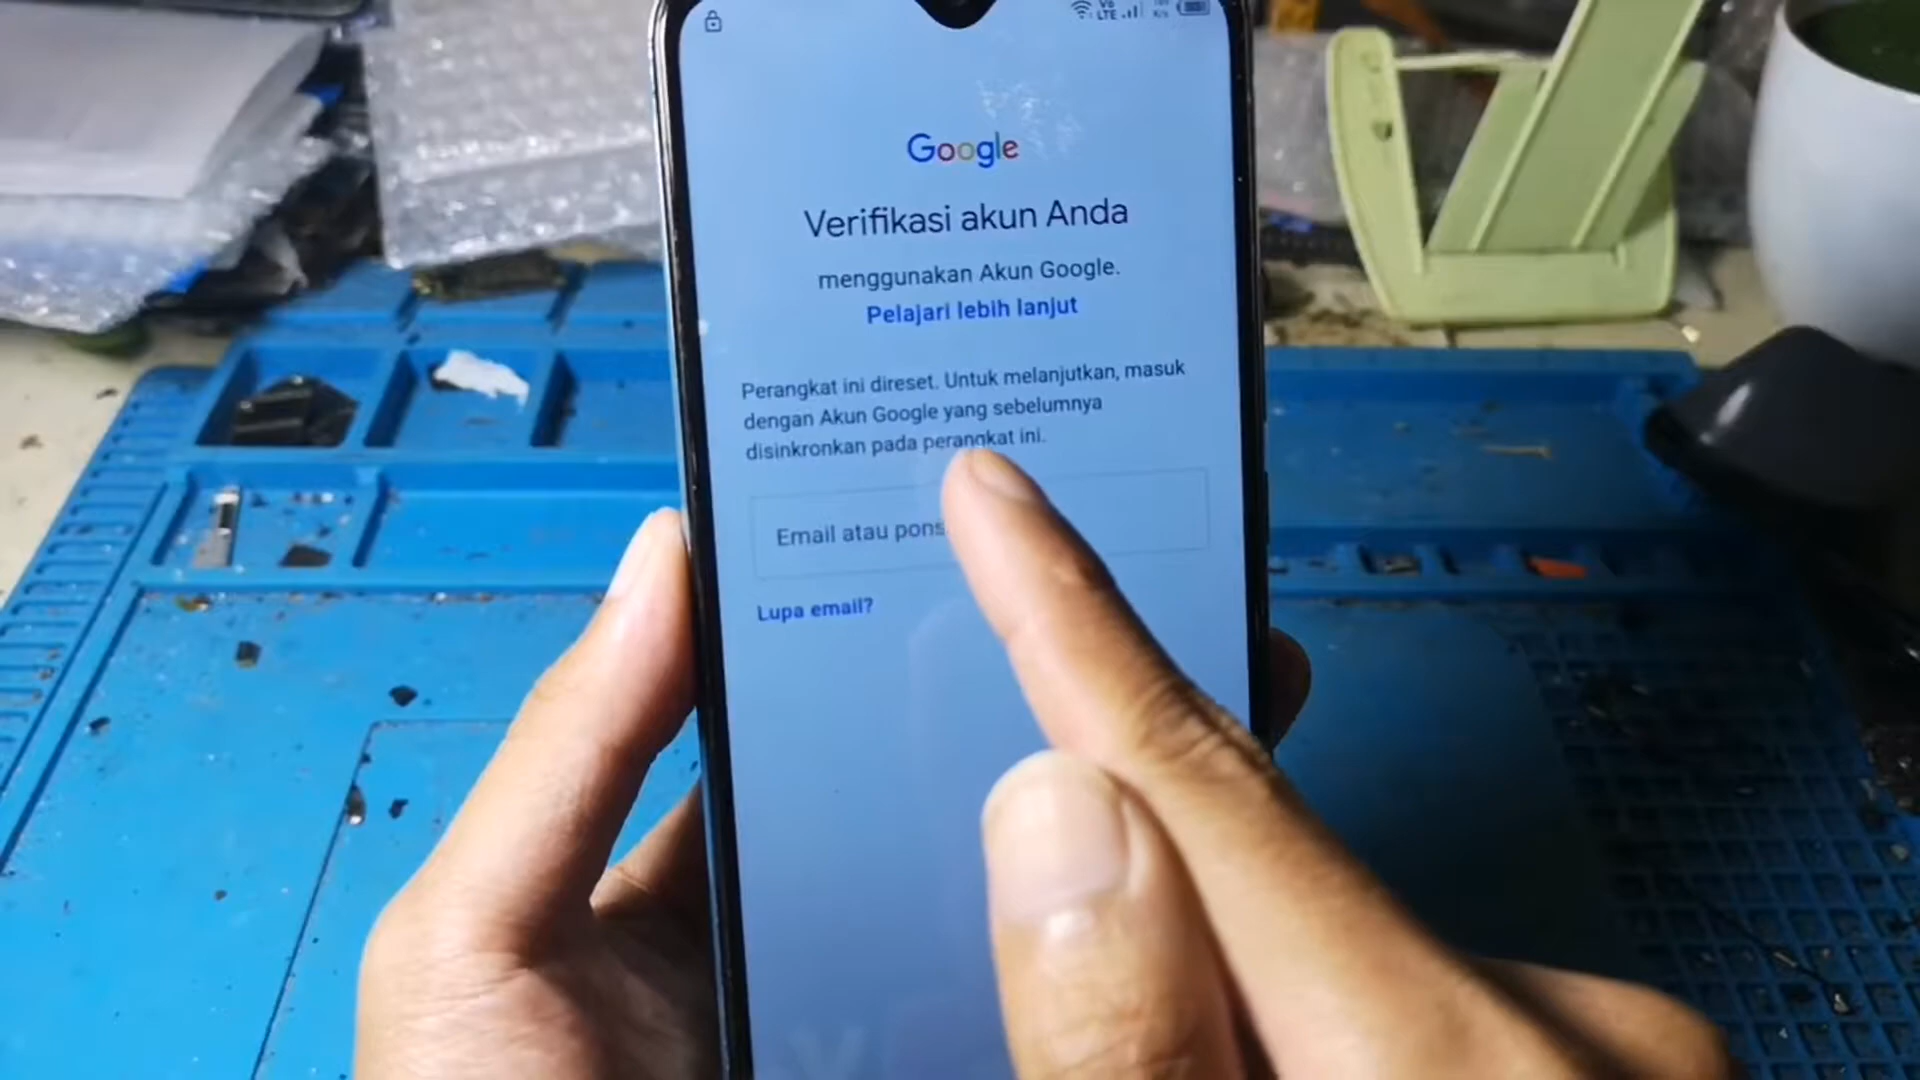 LTE
Google
Verifikasi akun Anda
menggunakan Akun Google.
Pelajari lebih lanjut
Perangkat ini direset. Untuk melanjutkan, masuk
dengan Akun Google yang sebelumnya
disinkronkan pada perangkat ini.
Email atau pons
Lupa email?